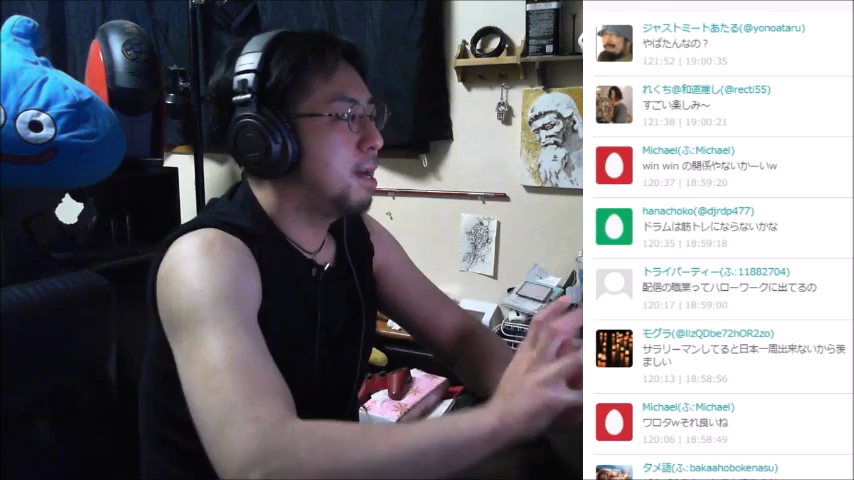 ジャストミートあたる(@yonoataru)
やばたんなの？
121:52 | 19:00:35
れくち@和道推し(@recti55)
すごい楽しみ～
121:38 | 19:00:21
Michael(ふ:Michael)
win win の関係やないかーいw
120:37 | 18:59:20
hanachoko(@djrdp477)
ドラムは筋トレにならないかな
120:35 | 18:59:18
トライパーティー(ふ:11882704)
配信の職業ってハローワークに出てるの
120:17 | 18:59:00
モグラ(@IizQDbe72hOR2zo)
サラリーマンしてると日本一周出来ないから羨
ましい
120:13 | 18:58:56
Michael(ふ:Michael)
ワロタwそれ良いね
120:06 | 18:58:49
タメ語(ふ:bakaahobokenasu)